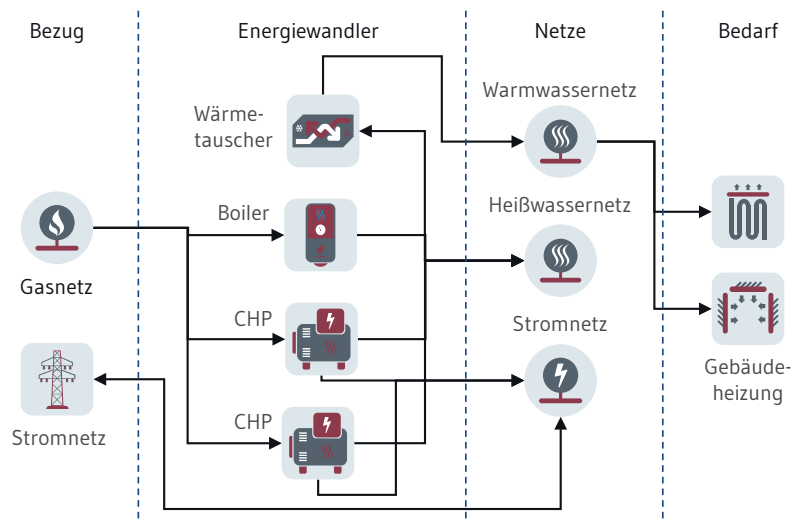 Bezug
Energiewandler
Netze
Bedarf
Warmwassernetz
Wärme-
tauscher
Boiler
Heißwassernetz
Gasnetz
CHP
Stromnetz
Gebäude-
heizung
CHP
Stromnetz